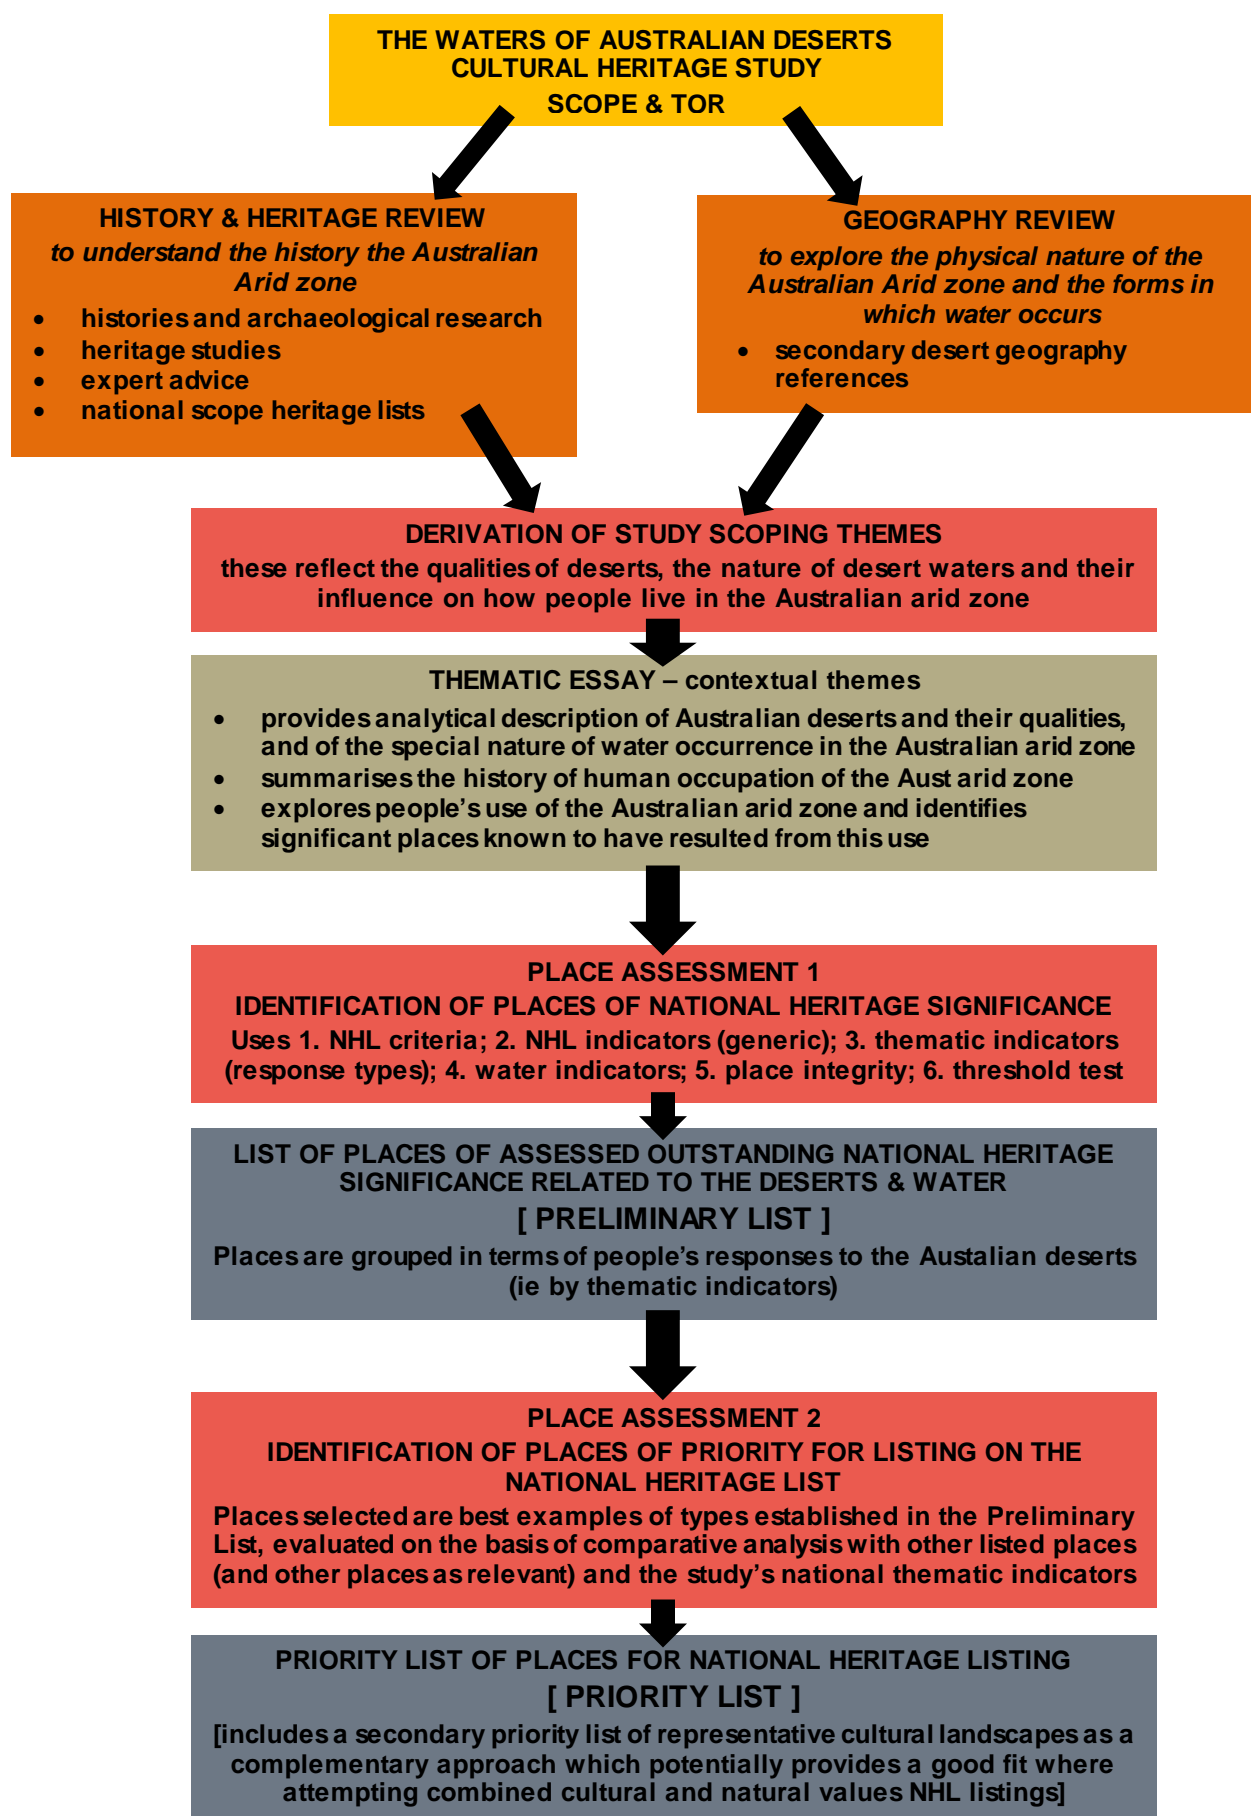 THE WATERS OF AUSTRALIAN DESERTS
CULTURAL HERITAGE STUDY
SCOPE & TOR
HISTORY & HERITAGE REVIEW
to understand the history the Australian
Arid zone
• histories and archaeological research
• heritage studies
• expert advice
• national scope heritage lists
GEOGRAPHY REVIEW
to explore the physical nature of the
Australian Arid zone and the forms in
which water occurs
• secondary desert geography
references
DERIVATION OF STUDY SCOPING THEMES
these reflect the qualities of deserts, the nature of desert waters and their
influence on how people live in the Australian arid zone
THEMATIC ESSAY – contextual themes
• provides analytical description of Australian deserts and their qualities,
and of the special nature of water occurrence in the Australian arid zone
• summarises the history of human occupation of the Aust arid zone
• explores people's use of the Australian arid zone and identifies
significant places known to have resulted from this use
PLACE ASSESSMENT 1
IDENTIFICATION OF PLACES OF NATIONAL HERITAGE SIGNIFICANCE
Uses 1. NHL criteria; 2. NHL indicators (generic); 3. thematic indicators
(response types); 4. water indicators; 5. place integrity; 6. threshold test
LIST OF PLACES OF ASSESSED OUTSTANDING NATIONAL HERITAGE
SIGNIFICANCE RELATED TO THE DESERTS & WATER
[ PRELIMINARY LIST ]
Places are grouped in terms of people's responses to the Austalian deserts
(ie by thematic indicators)
PLACE ASSESSMENT 2
IDENTIFICATION OF PLACES OF PRIORITY FOR LISTING ON THE
NATIONAL HERITAGE LIST
Places selected are best examples of types established in the Preliminary
List, evaluated on the basis of comparative analysis with other listed places
(and other places as relevant) and the study's national thematic indicators
PRIORITY LIST OF PLACES FOR NATIONAL HERITAGE LISTING
[ PRIORITY LIST ]
[includes a secondary priority list of representative cultural landscapes as a
complementary approach which potentially provides a good fit where
attempting combined cultural and natural values NHL listings]